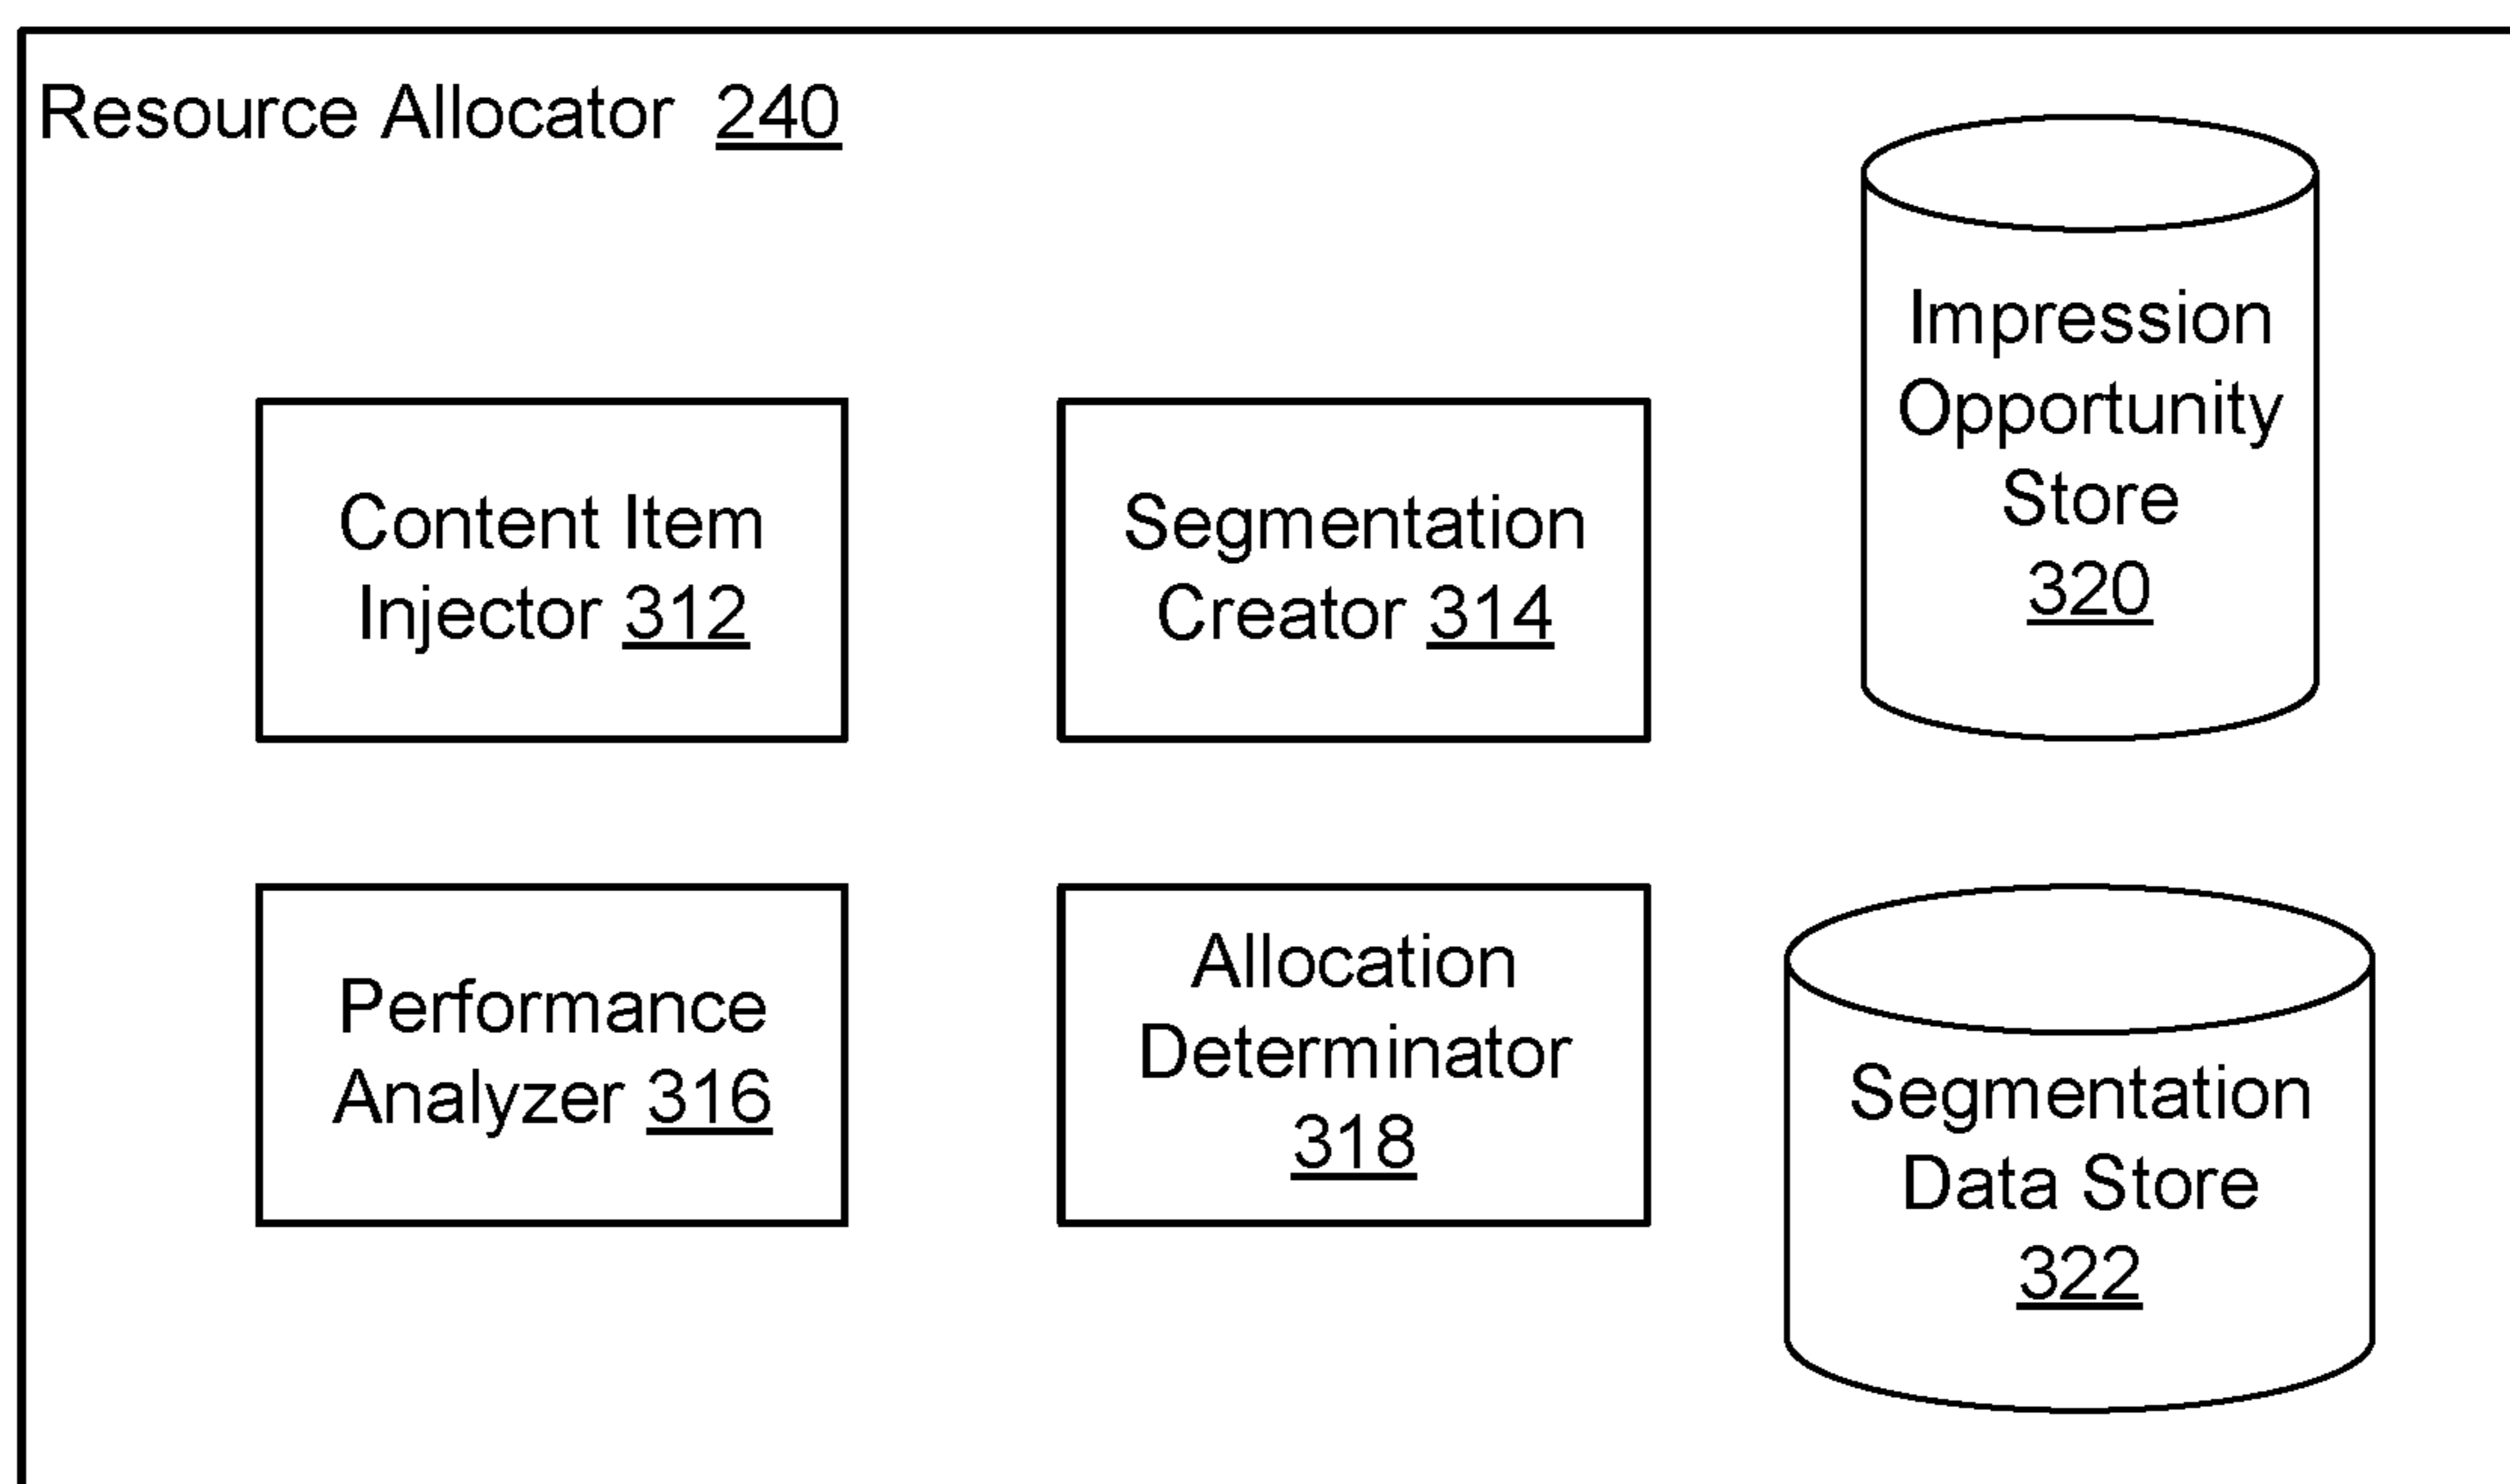 Resource Allocator 240
Content Item
Injector 312
Segmentation
Creator 314
Impression
Opportunity
Store
320
Performance
Analyzer 316
Allocation
Determinator
318
Segmentation
Data Store
322